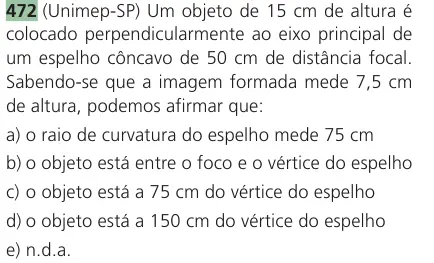 472 (Unimep-SP) Um objeto de 15 cm de altura é
colocado perpendicularmente ao eixo principal de
um espelho côncavo de 50 cm de distância focal.
Sabendo-se que a imagem formada mede 7,5 cm
de altura, podemos afirmar que:
a) o raio de curvatura do espelho mede 75 cm
b) o objeto está entre o foco e o vértice do espelho
c) o objeto está a 75 cm do vértice do espelho
d) o objeto está a 150 cm do vértice do espelho
e) n.d.a.